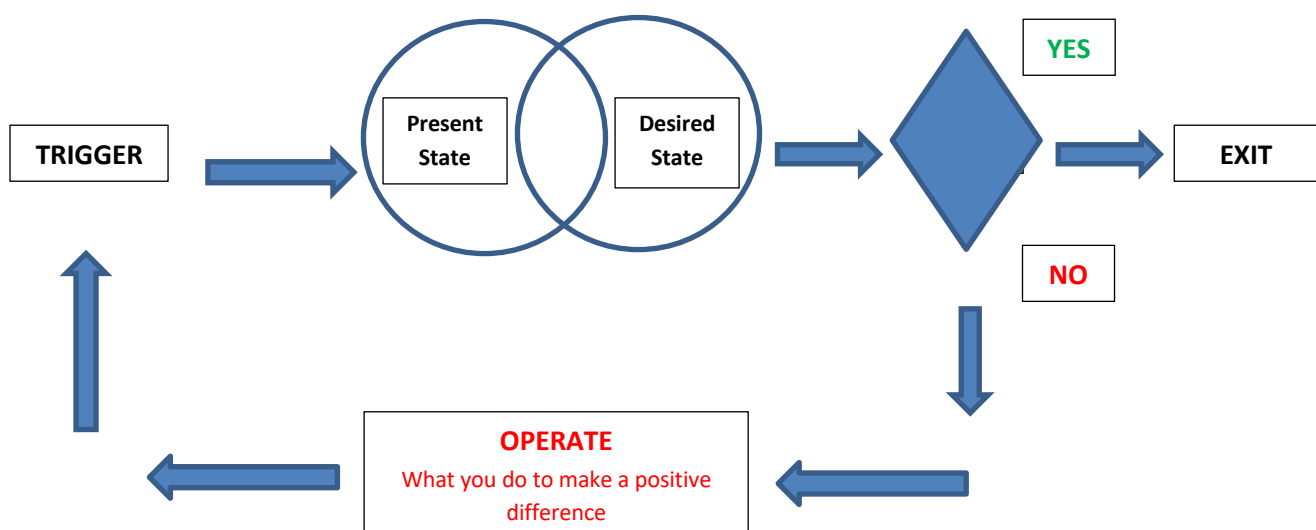 TRIGGER
Present
State
Desired
State
YES
EXIT
NO
OPERATE
What you do to make a positive
difference